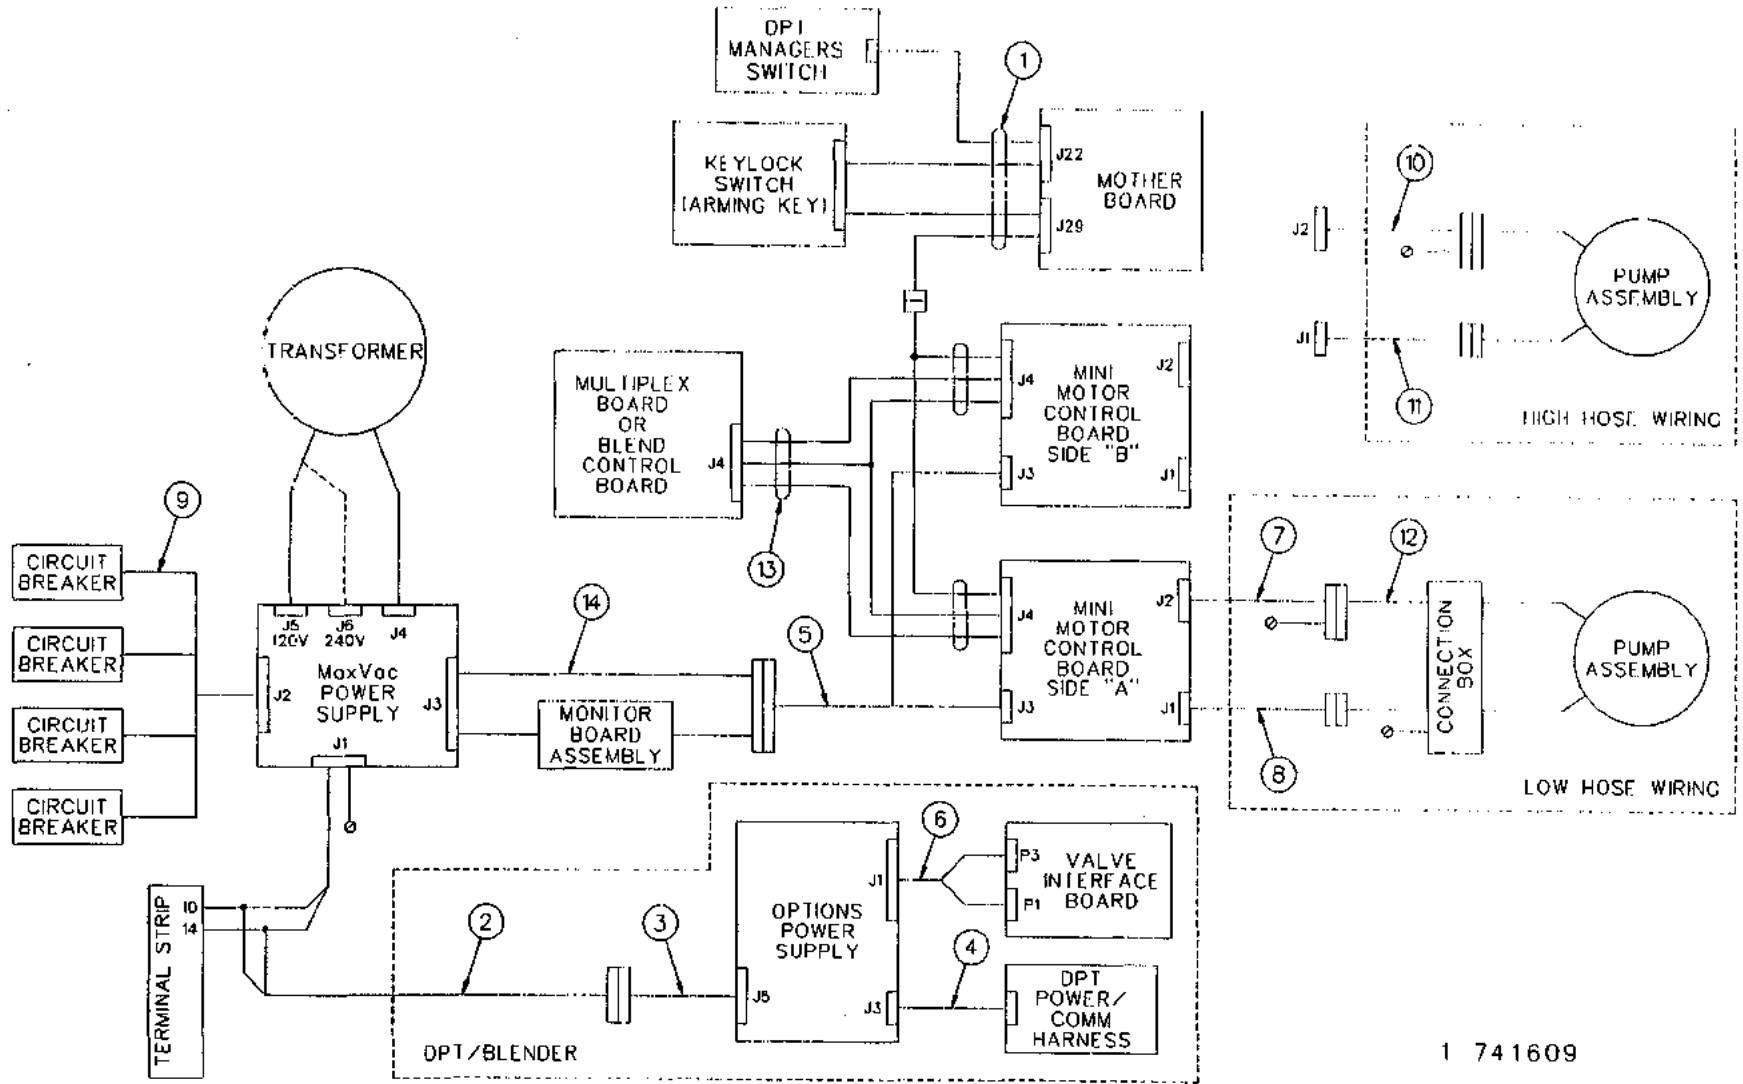 DPT
MANAGERS
SWITCH
1
KEYLOCK
SWITCH
(ARMING KEY)
J22
J29
MOTHER
BOARD
10
J2
J1
11
PUMP
ASSEMBLY
HIGH HOSE WIRING
TRANSFORMER
MULTIPLEX
BOARD
OR
BLEND
CONTROL
BOARD
J4
13
J4
J3
MINI
MOTOR
CONTROL
BOARD
SIDE "B"
J2
J1
9
CIRCUIT
BREAKER
CIRCUIT
BREAKER
CIRCUIT
BREAKER
CIRCUIT
BREAKER
J5
120V
J6
240V
J4
J2
MaxVac
POWER
SUPPLY
J3
J1
14
MONITOR
BOARD
ASSEMBLY
5
J4
J3
MINI
MOTOR
CONTROL
BOARD
SIDE "A"
J2
J1
7
12
8
CONNECTION
BOX
PUMP
ASSEMBLY
LOW HOSE WIRING
TERMINAL STRIP
10
14
2
3
OPTIONS
POWER
SUPPLY
J1
J5
J3
6
P3
P1
VALVE
INTERFACE
BOARD
4
DPT
POWER/
COMM
HARNESS
DPT/BLENDER
1 741609